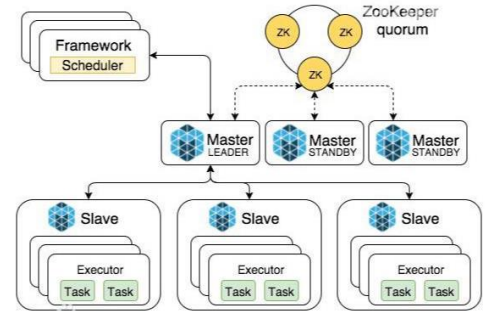 Framework
Scheduler
ZooKeeper
quorum
ZK
ZK
ZK
Master
LEADER
Master
STANDBY
Master
STANDBY
Slave
Executor
Task Task
Slave
Executor
Task Task
Slave
Executor
Task Task